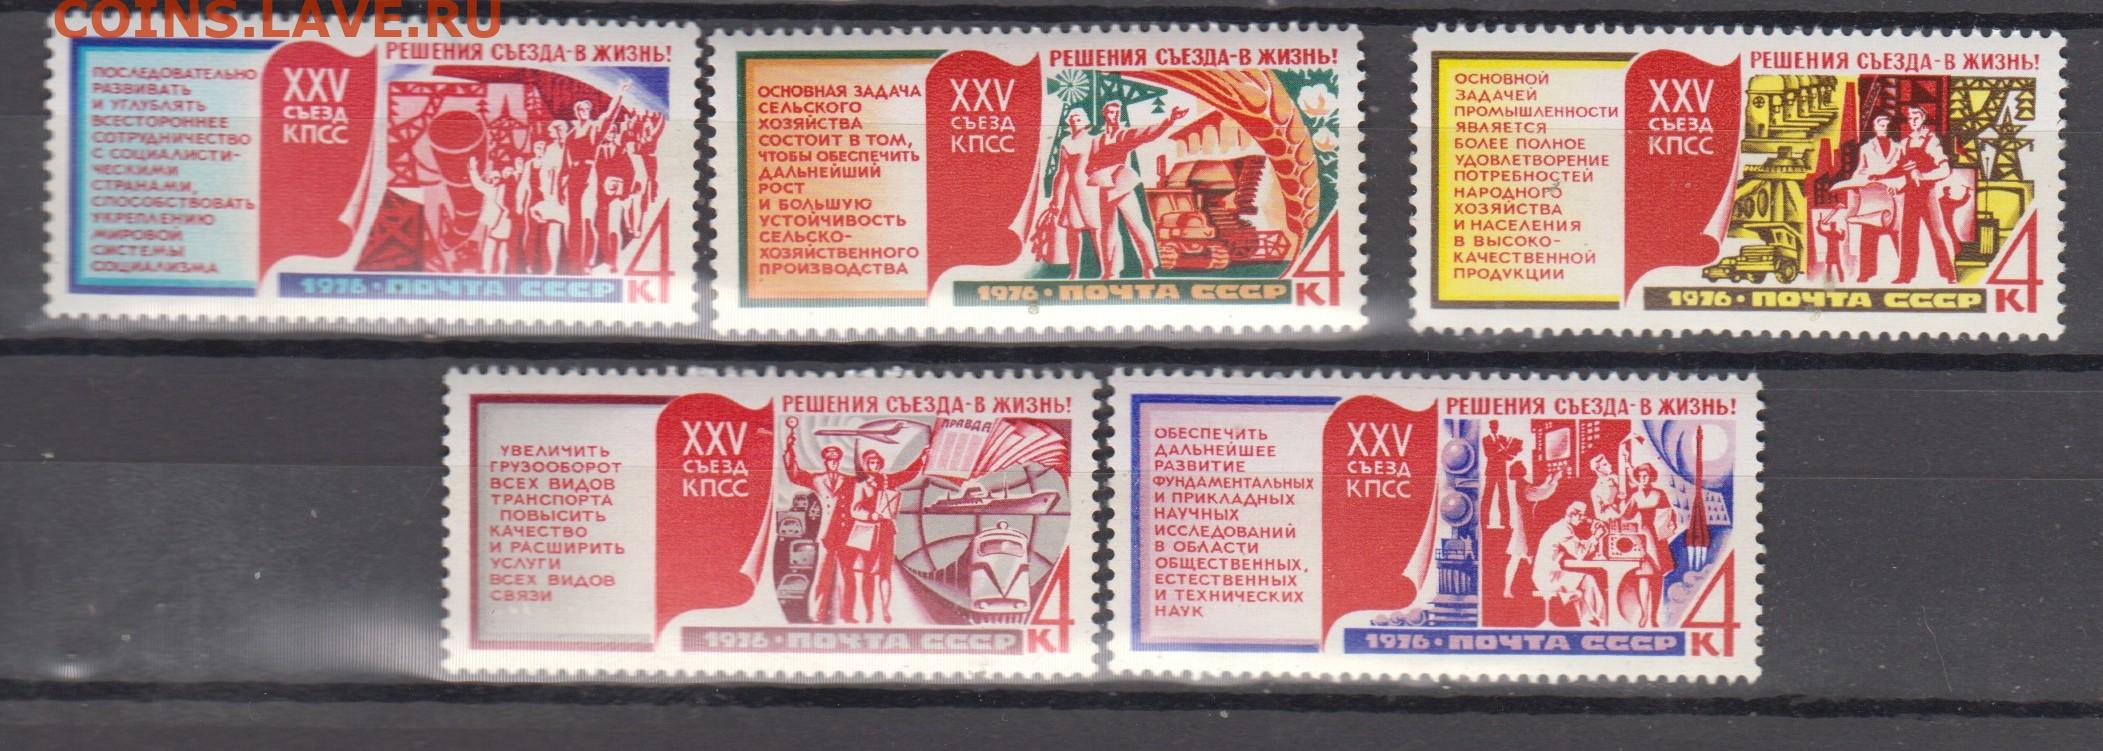 COINS.LAVE.RU
ПОСЛЕДОВАТЕЛЬНО
РАЗВИВАТЬ
И УГЛУБЛЯТЬ
ВСЕСТОРОННЕЕ
СОТРУДНИЧЕСТВО
С СОЦИАЛИСТИ-
ЧЕСКИМИ
СТРАНАМИ,
СПОСОБСТВОВАТЬ
УКРЕПЛЕНИЮ
МИРОВОЙ
СИСТЕМЫ
СОЦИАЛИЗМА
XXV
СЪЕЗД
КПСС
РЕШЕНИЯ СЪЕЗДА-В ЖИЗНЬ!
1976 • ПОЧТА СССР
4
К
ОСНОВНАЯ ЗАДАЧА
СЕЛЬСКОГО
ХОЗЯЙСТВА
СОСТОИТ В ТОМ,
ЧТОБЫ ОБЕСПЕЧИТЬ
ДАЛЬНЕЙШИЙ
РОСТ
И БОЛЬШУЮ
УСТОЙЧИВОСТЬ
СЕЛЬСКО-
ХОЗЯЙСТВЕННОГО
ПРОИЗВОДСТВА
XXV
СЪЕЗД
КПСС
РЕШЕНИЯ СЪЕЗДА-В ЖИЗНЬ!
1976 • ПОЧТА СССР
4
К
ОСНОВНОЙ
ЗАДАЧЕЙ
ПРОМЫШЛЕННОСТИ
ЯВЛЯЕТСЯ
БОЛЕЕ ПОЛНОЕ
УДОВЛЕТВОРЕНИЕ
ПОТРЕБНОСТЕЙ
НАРОДНОГО
ХОЗЯЙСТВА
И НАСЕЛЕНИЯ
В ВЫСОКО-
КАЧЕСТВЕННОЙ
ПРОДУКЦИИ
XXV
СЪЕЗД
КПСС
РЕШЕНИЯ СЪЕЗДА-В ЖИЗНЬ!
1976 • ПОЧТА СССР
4
К
УВЕЛИЧИТЬ
ГРУЗООБОРОТ
ВСЕХ ВИДОВ
ТРАНСПОРТА
ПОВЫСИТЬ
КАЧЕСТВО
И РАСШИРИТЬ
УСЛУГИ
ВСЕХ ВИДОВ
СВЯЗИ
XXV
СЪЕЗД
КПСС
РЕШЕНИЯ СЪЕЗДА-В ЖИЗНЬ!
ПРАВДА
1976 • ПОЧТА СССР
4
К
ОБЕСПЕЧИТЬ
ДАЛЬНЕЙШЕЕ
РАЗВИТИЕ
ФУНДАМЕНТАЛЬНЫХ
И ПРИКЛАДНЫХ
НАУЧНЫХ
ИССЛЕДОВАНИЙ
В ОБЛАСТИ
ОБЩЕСТВЕННЫХ,
ЕСТЕСТВЕННЫХ
И ТЕХНИЧЕСКИХ
НАУК
XXV
СЪЕЗД
КПСС
РЕШЕНИЯ СЪЕЗДА-В ЖИЗНЬ!
1976 • ПОЧТА СССР
4
К